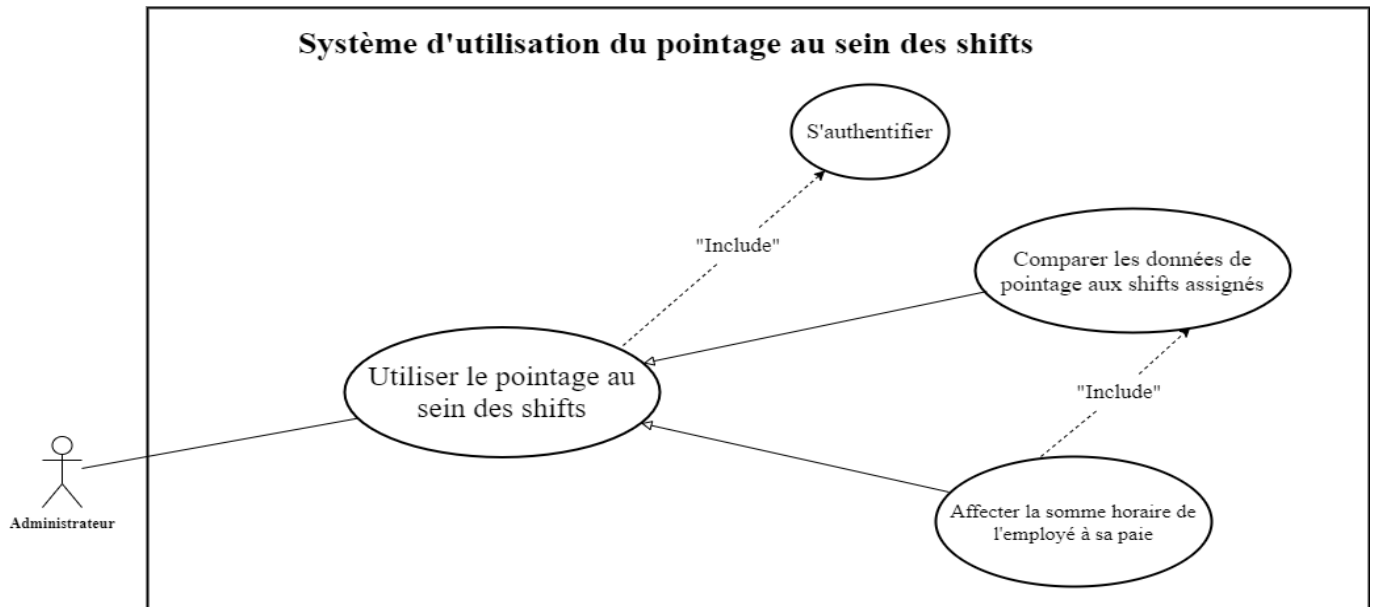 Système d'utilisation du pointage au sein des shifts
S'authentifier
"Include"
Comparer les données de
pointage aux shifts assignés
Utiliser le pointage au
sein des shifts
"Include"
Administrateur
Affecter la somme horaire de
l'employé à sa paie